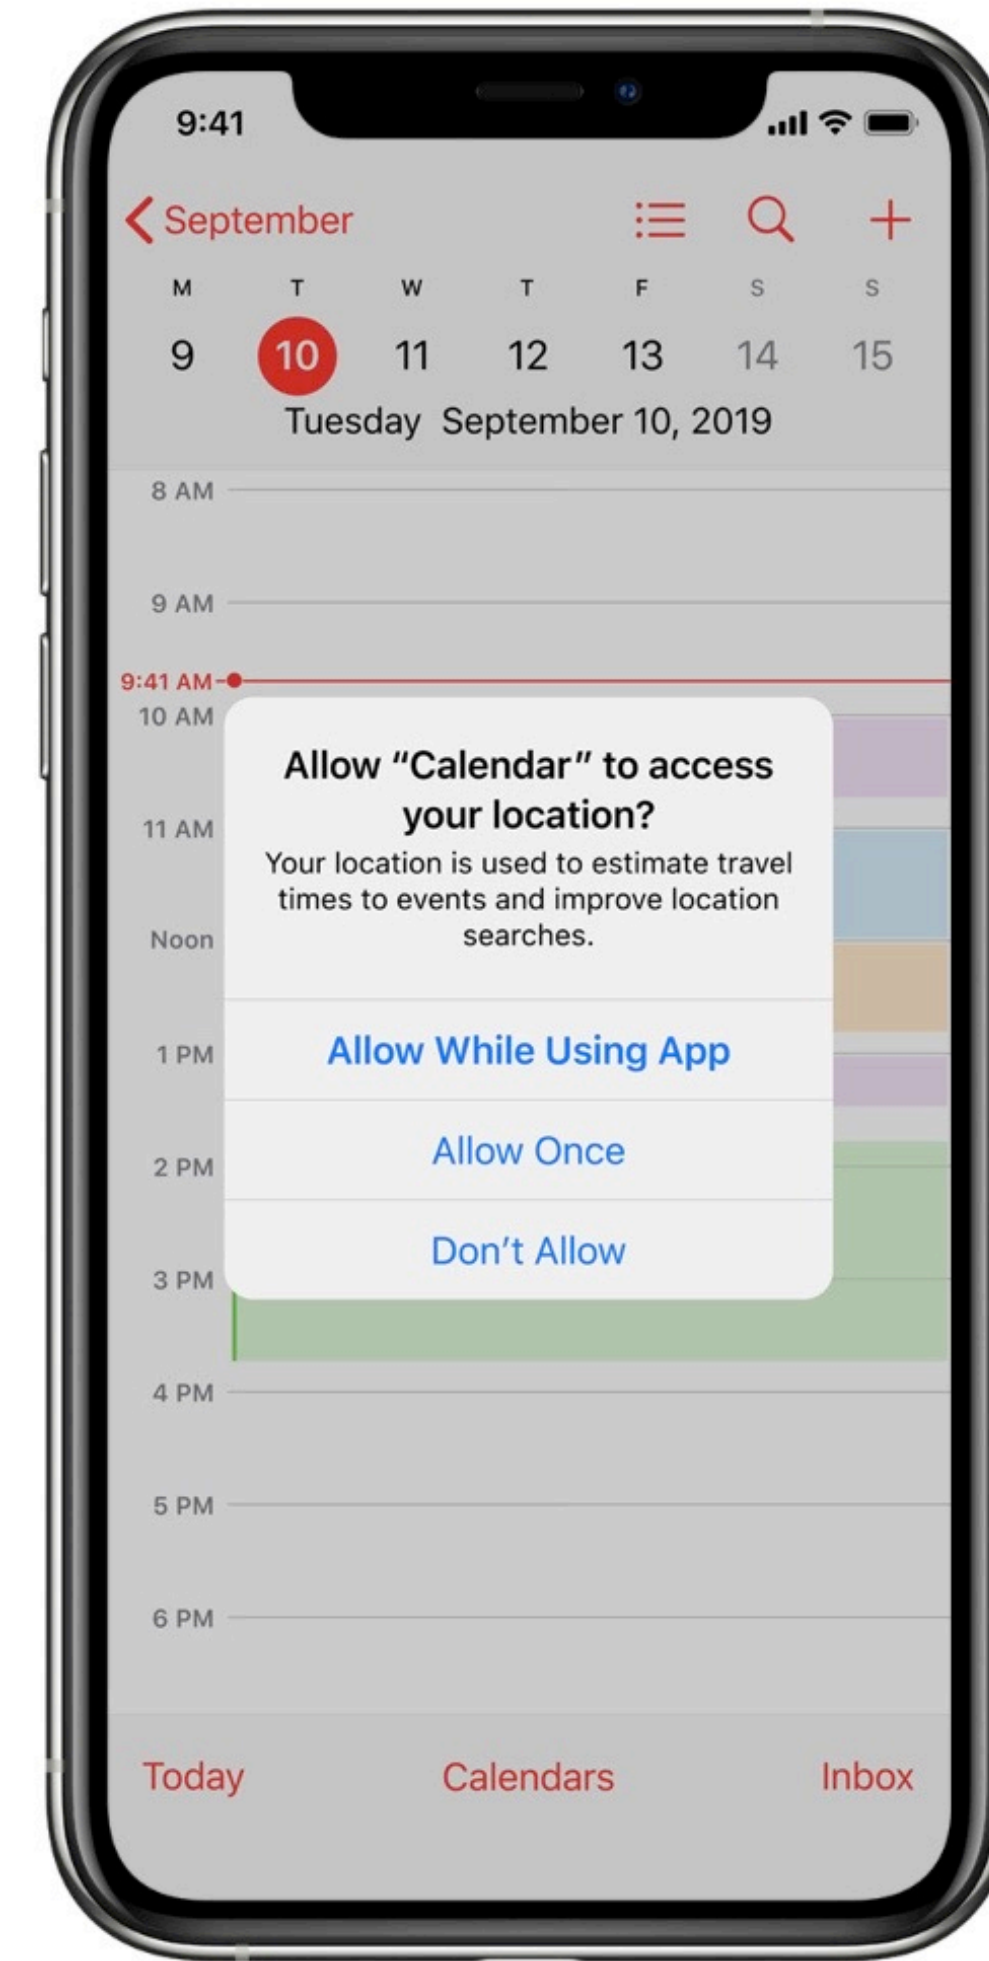 9:41
September
M T W T F S S
9 10 11 12 13 14 15
Tuesday September 10, 2019
8 AM
9 AM
9:41 AM
10 AM
Allow “Calendar” to access
your location?
11 AM
Your location is used to estimate travel
times to events and improve location
searches.
Noon
Allow While Using App
1 PM
Allow Once
2 PM
Don’t Allow
3 PM
4 PM
5 PM
6 PM
Today Calendars Inbox